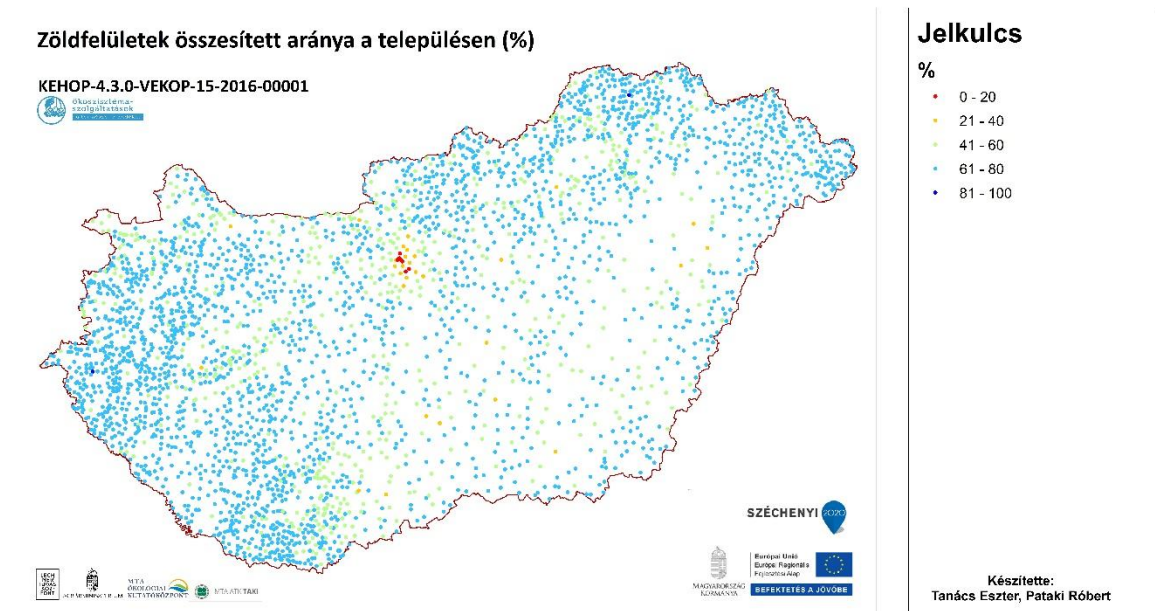 Zöldfelületek összesített aránya a településen (%)
KEHOP-4.3.0-VEKOP-15-2016-00001
ökoszisztéma-
szolgáltatások
Jelkulcs
%
0 - 20
21 - 40
41 - 60
61 - 80
81 - 100
SZÉCHENYI 2020
MAGYARORSZÁG
KORMÁNYA
Európai Unió
Európai Regionális
Fejlesztési Alap
BEFEKTETÉS A JÖVŐBE
MTA
ÖKOLÓGIAI
KUTATÓKÖZPONT
MTA ATK TAKI
Készítette:
Tanács Eszter, Pataki Róbert